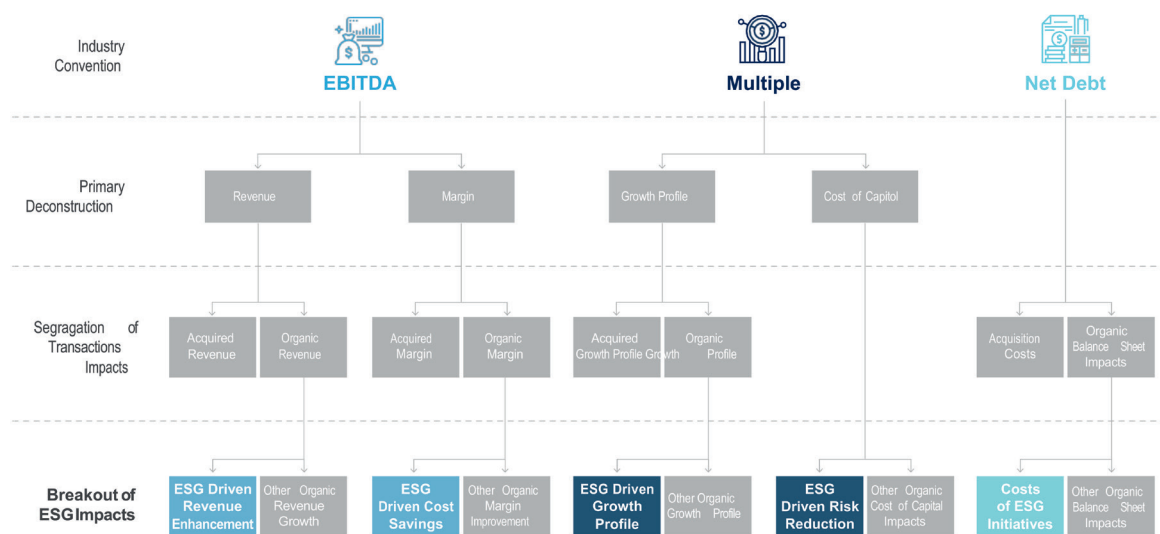 Industry
Convention
EBITDA
Multiple
Net Debt
Primary
Deconstruction
Revenue
Margin
Growth Profile
Cost of Capitol
Segragation of
Transactions
Impacts
Acquired
Revenue
Organic
Revenue
Acquired
Margin
Organic
Margin
Acquired
Growth Profile Growth
Organic
Profile
Acquisition
Costs
Organic
Balance Sheet
Impacts
Breakout of
ESG Impacts
ESG Driven
Revenue
Enhancement
Other Organic
Revenue
Growth
ESG
Driven Cost
Savings
Other Organic
Margin
Improvement
ESG Driven
Growth
Profile
Other Organic
Growth Profile
ESG
Driven Risk
Reduction
Other Organic
Cost of Capital
Impacts
Costs
of ESG
Initiatives
Other Organic
Balance Sheet
Impacts